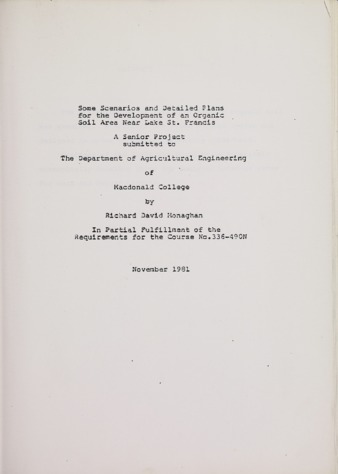 Some Scenarios and Detailed Plans
for the Development of an Organic
Soil Area Near Lake St. Francis
A Senior Project
submitted to
The Department of Agricultural Engineering
of
Macdonald College
by
Richard David Monaghan
In Partial Fulfillment of the
Requirements for the Course No.336-490N
November 1981